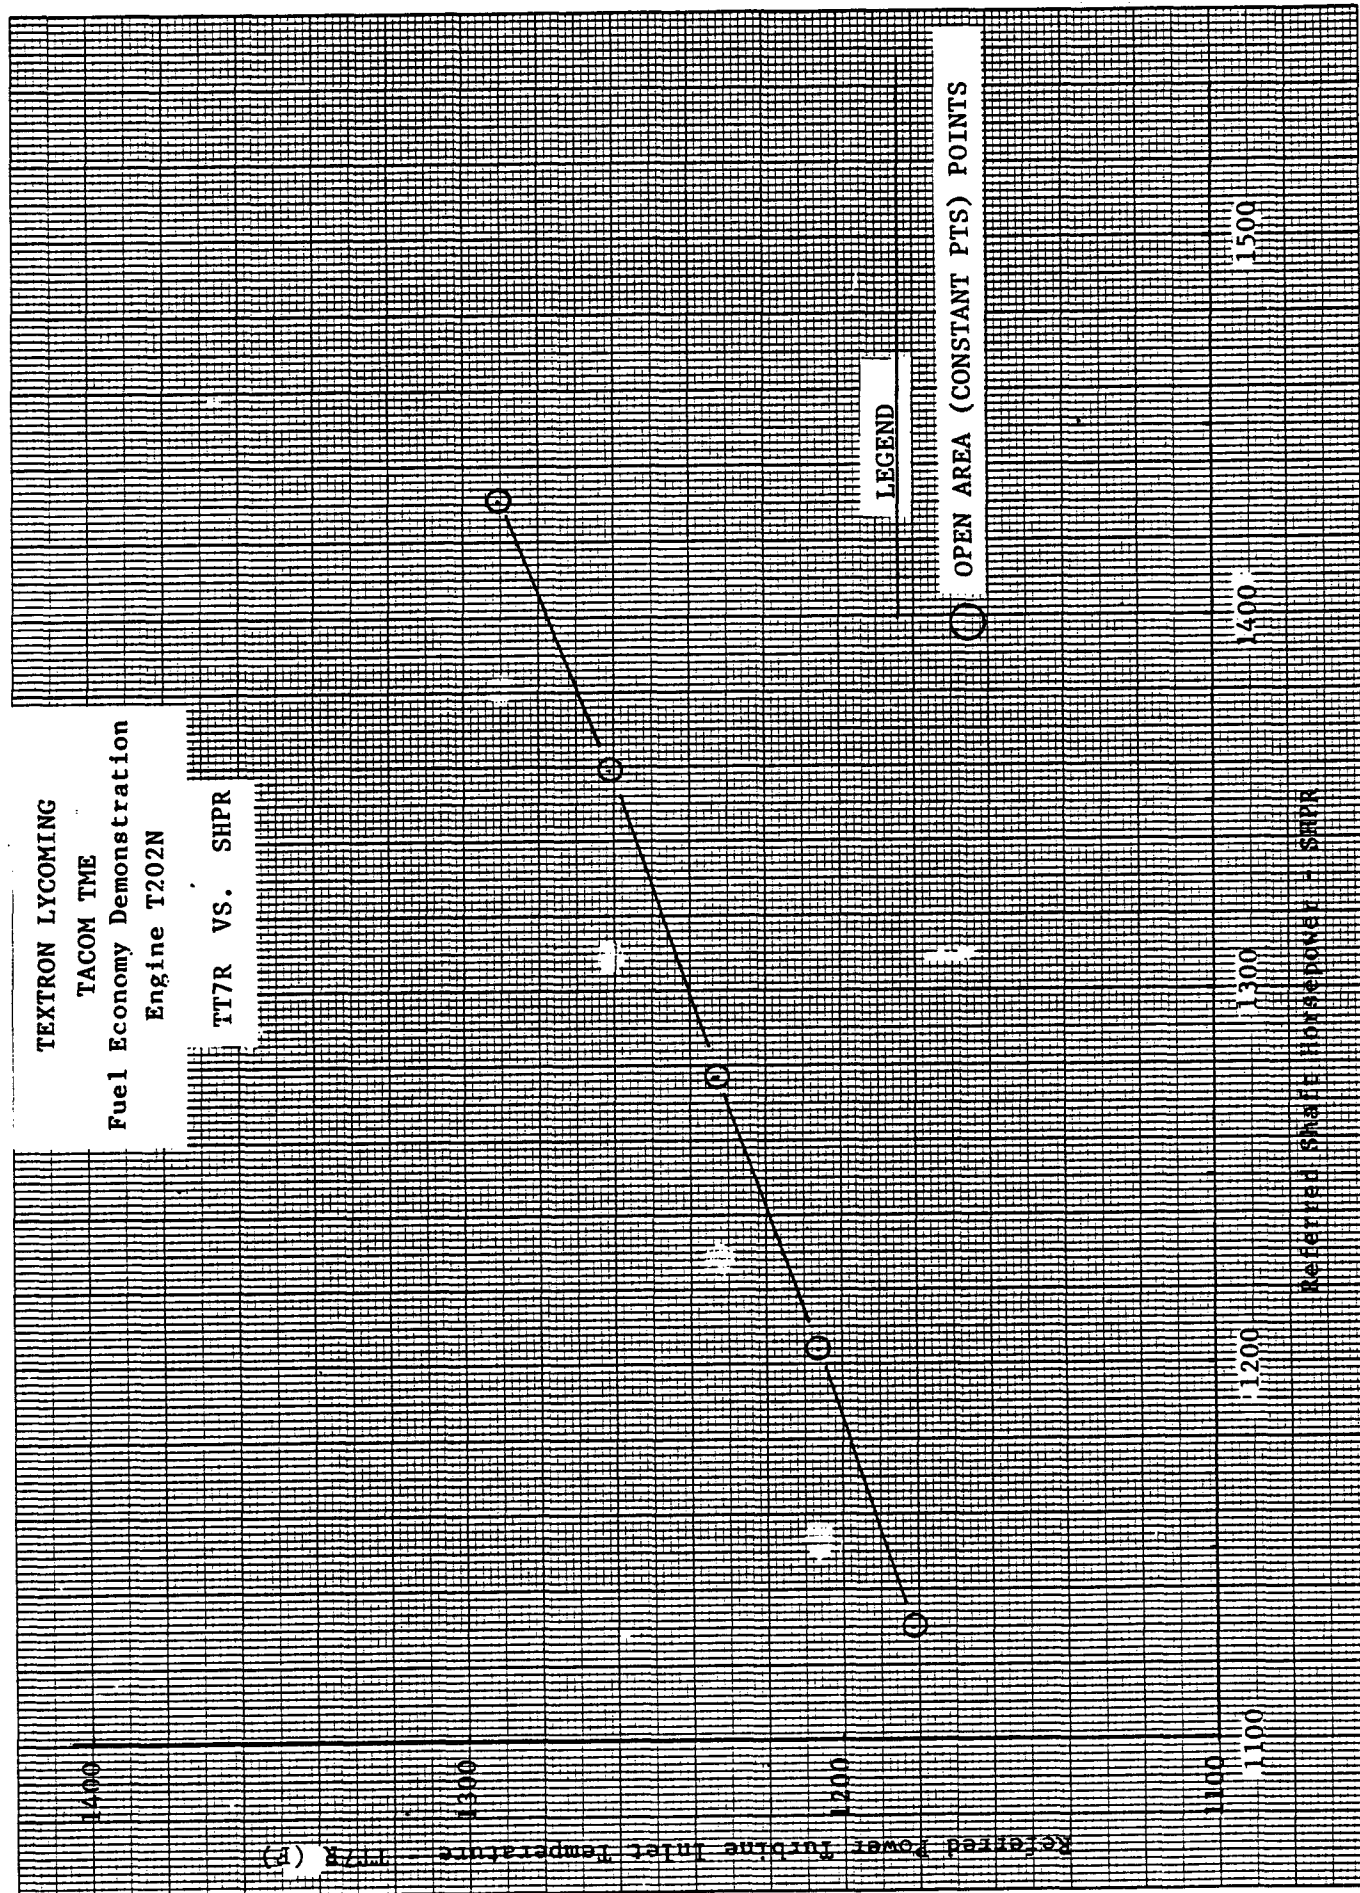 TEXTRON LYCOMING
TACOM TME
Fuel Economy Demonstration
Engine T202N
TT7R VS. SHPR
1400
1300
1200
1100
Referred Power Turbine Inlet Temperature - TT7R (F)
LEGEND
OPEN AREA (CONSTANT PTS) POINTS
1100
1200
1300
1400
1500
Referred Shaft Horsepower - SHPR